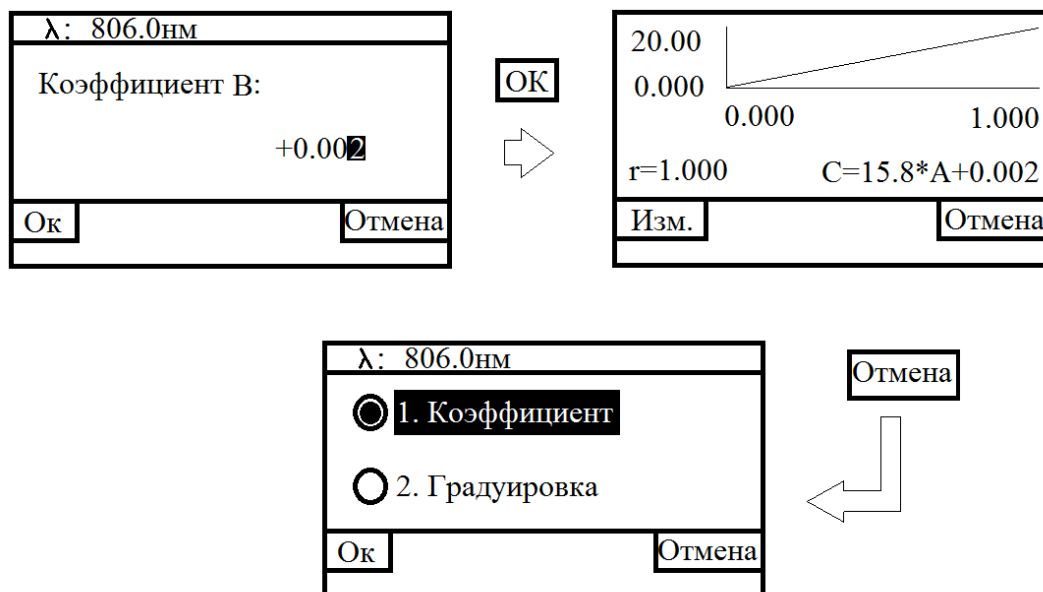 λ: 806.0нм
Коэффициент В:
+0.002
Ок
Отмена
ОК
20.00
0.000
0.000 1.000
r=1.000 C=15.8*A+0.002
Изм.
Отмена
λ: 806.0нм
1. Коэффициент
2. Градуировка
Ок
Отмена
Отмена